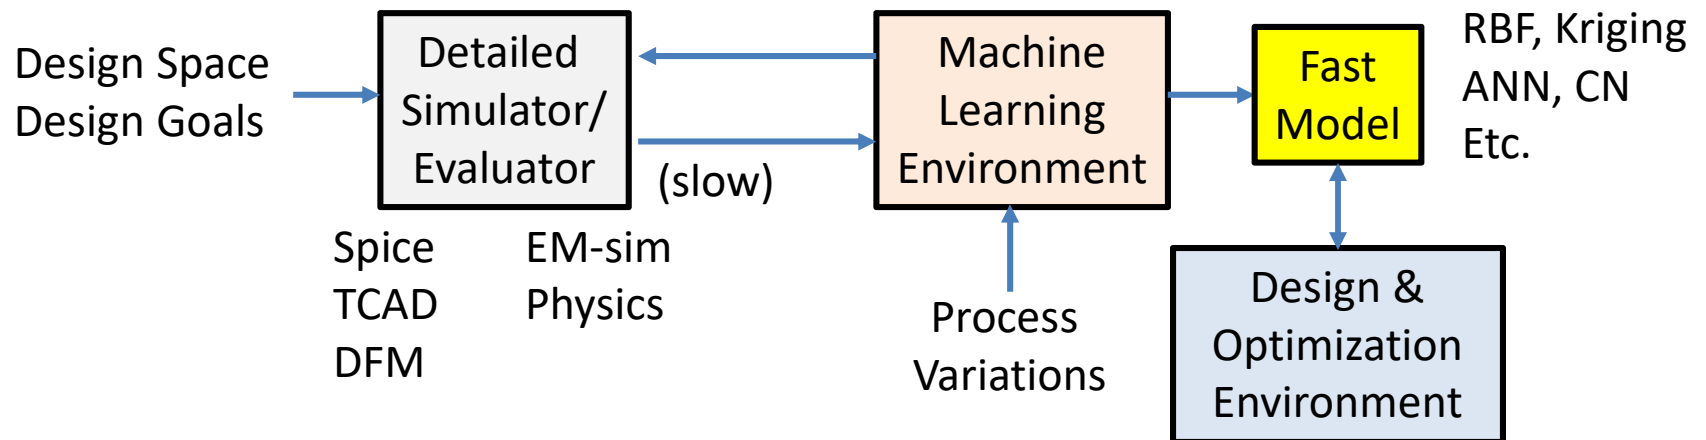 Design Space
Design Goals
Detailed
Simulator/
Evaluator
(slow)
Spice
TCAD
DFM
EM-sim
Physics
Machine
Learning
Environment
Process
Variations
Fast
Model
RBF, Kriging
ANN, CN
Etc.
Design &
Optimization
Environment